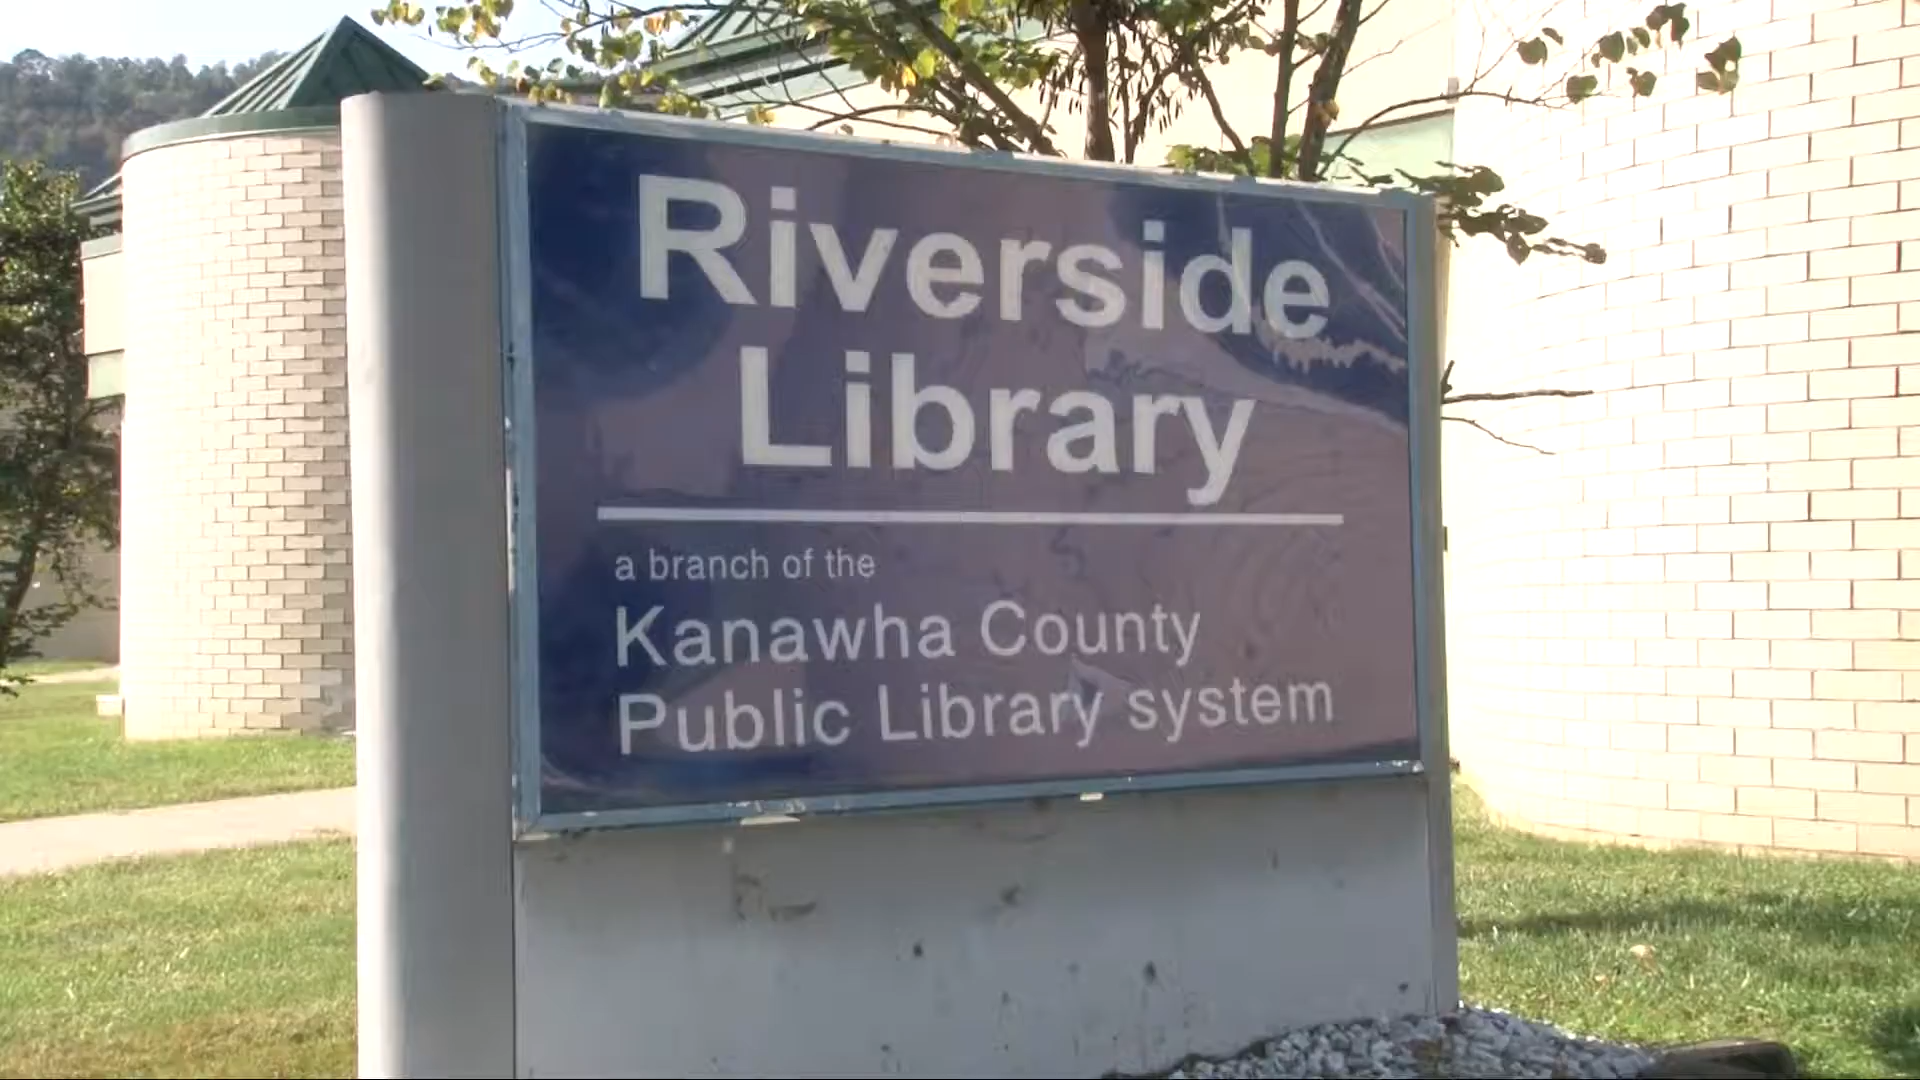 Riverside
Library
a branch of the
Kanawha County
Public Library system